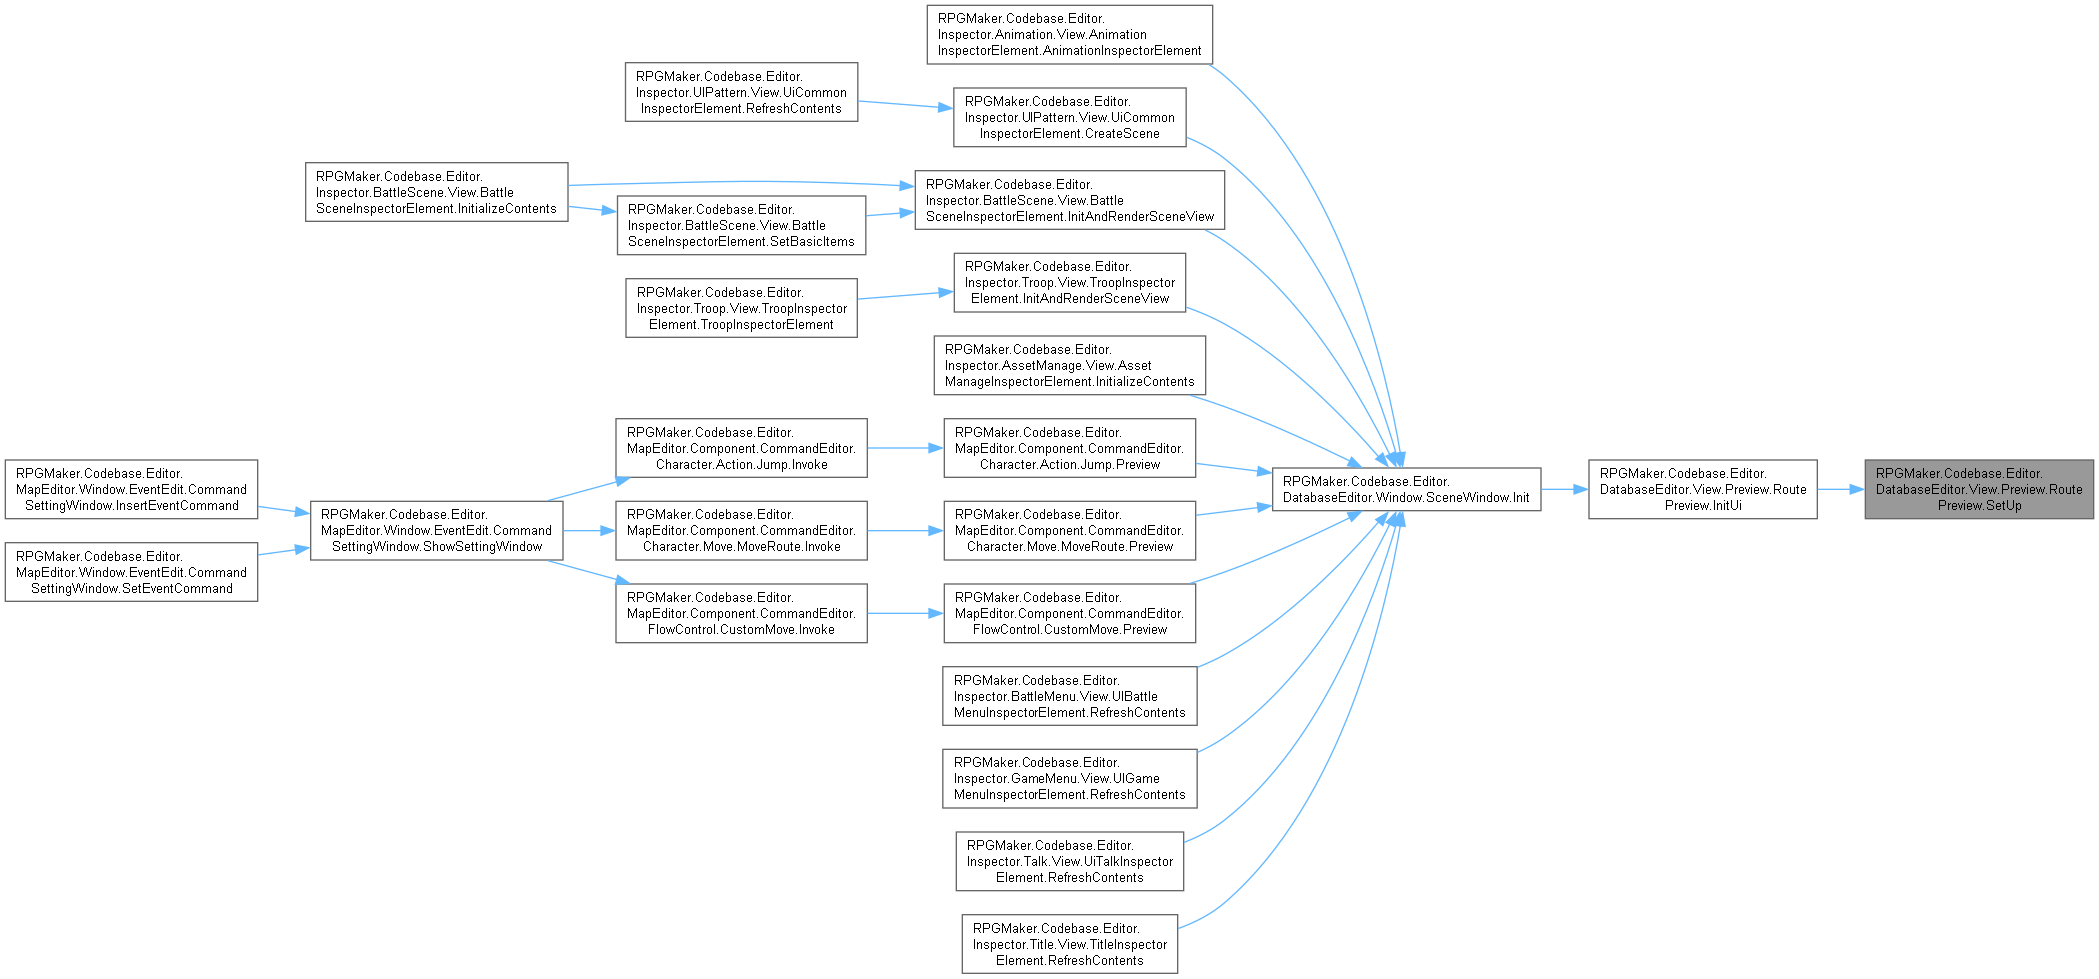 RPGMaker.Codebase.Editor.
Inspector.Animation.View.Animation
InspectorElement.AnimationInspectorElement
RPGMaker.Codebase.Editor.
Inspector.UIPattern.View.UiCommon
InspectorElement.RefreshContents
RPGMaker.Codebase.Editor.
Inspector.UIPattern.View.UiCommon
InspectorElement.CreateScene
RPGMaker.Codebase.Editor.
Inspector.BattleScene.View.Battle
SceneInspectorElement.InitializeContents
RPGMaker.Codebase.Editor.
Inspector.BattleScene.View.Battle
SceneInspectorElement.SetBasicItems
RPGMaker.Codebase.Editor.
Inspector.BattleScene.View.Battle
SceneInspectorElement.InitAndRenderSceneView
RPGMaker.Codebase.Editor.
Inspector.Troop.View.TroopInspector
Element.TroopInspectorElement
RPGMaker.Codebase.Editor.
Inspector.Troop.View.TroopInspector
Element.InitAndRenderSceneView
RPGMaker.Codebase.Editor.
Inspector.AssetManage.View.Asset
ManageInspectorElement.InitializeContents
RPGMaker.Codebase.Editor.
MapEditor.Window.EventEdit.Command
SettingWindow.InsertEventCommand
RPGMaker.Codebase.Editor.
MapEditor.Window.EventEdit.Command
SettingWindow.SetEventCommand
RPGMaker.Codebase.Editor.
MapEditor.Window.EventEdit.Command
SettingWindow.ShowSettingWindow
RPGMaker.Codebase.Editor.
MapEditor.Component.CommandEditor.
Character.Action.Jump.Invoke
RPGMaker.Codebase.Editor.
MapEditor.Component.CommandEditor.
Character.Action.Jump.Preview
RPGMaker.Codebase.Editor.
MapEditor.Component.CommandEditor.
Character.Move.MoveRoute.Invoke
RPGMaker.Codebase.Editor.
MapEditor.Component.CommandEditor.
Character.Move.MoveRoute.Preview
RPGMaker.Codebase.Editor.
MapEditor.Component.CommandEditor.
FlowControl.CustomMove.Invoke
RPGMaker.Codebase.Editor.
MapEditor.Component.CommandEditor.
FlowControl.CustomMove.Preview
RPGMaker.Codebase.Editor.
DatabaseEditor.Window.SceneWindow.Init
RPGMaker.Codebase.Editor.
DatabaseEditor.View.Preview.Route
Preview.InitUi
RPGMaker.Codebase.Editor.
DatabaseEditor.View.Preview.Route
Preview.SetUp
RPGMaker.Codebase.Editor.
Inspector.BattleMenu.View.UIBattle
MenuInspectorElement.RefreshContents
RPGMaker.Codebase.Editor.
Inspector.GameMenu.View.UIGame
MenuInspectorElement.RefreshContents
RPGMaker.Codebase.Editor.
Inspector.Talk.View.UiTalkInspector
Element.RefreshContents
RPGMaker.Codebase.Editor.
Inspector.Title.View.TitleInspector
Element.RefreshContents